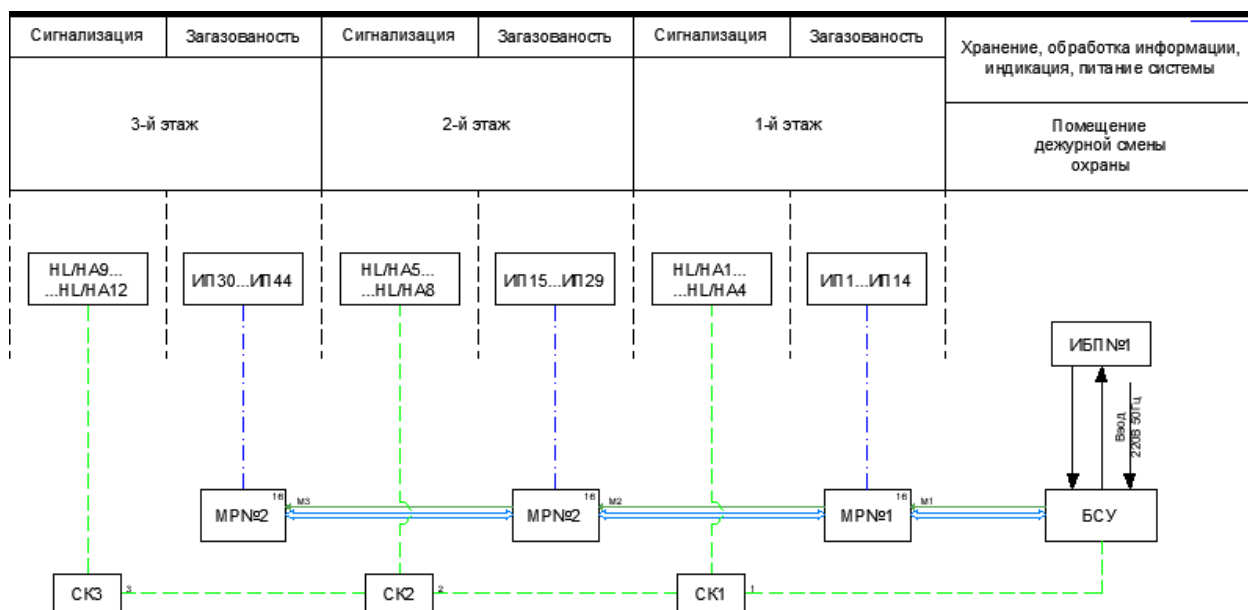 Сигнализация
Загазованость
Сигнализация
Загазованость
Сигнализация
Загазованость
Хранение, обработка информации,
индикация, питание системы
3-й этаж
2-й этаж
1-й этаж
Помещение
дежурной смены
охраны
HL/HA9...
...HL/HA12
ИП30...ИП44
HL/HA5...
...HL/HA8
ИП15...ИП29
HL/HA1...
...HL/HA4
ИП1...ИП14
ИБП№1
Ввод
220В 50Гц
МР№2
16
М3
МР№2
16
М2
МР№1
16
М1
БСУ
СК3
3
СК2
2
СК1
1